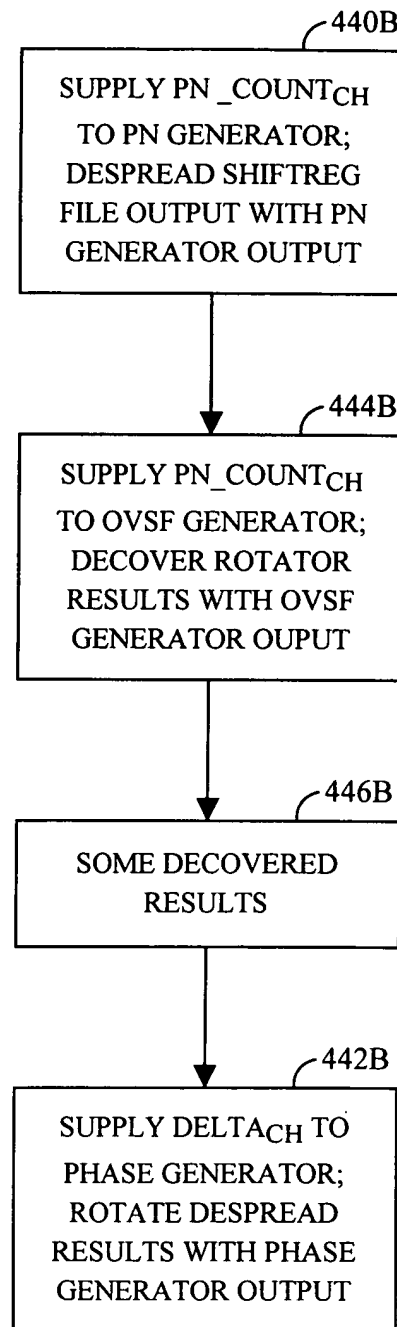 440B
SUPPLY PN _COUNTCH
TO PN GENERATOR;
DESPREAD SHIFTREG
FILE OUTPUT WITH PN
GENERATOR OUTPUT
444B
SUPPLY PN_COUNTCH
TO OVSF GENERATOR;
DECOVER ROTATOR
RESULTS WITH OVSF
GENERATOR OUPUT
446B
SOME DECOVERED
RESULTS
442B
SUPPLY DELTACH TO
PHASE GENERATOR;
ROTATE DESPREAD
RESULTS WITH PHASE
GENERATOR OUTPUT